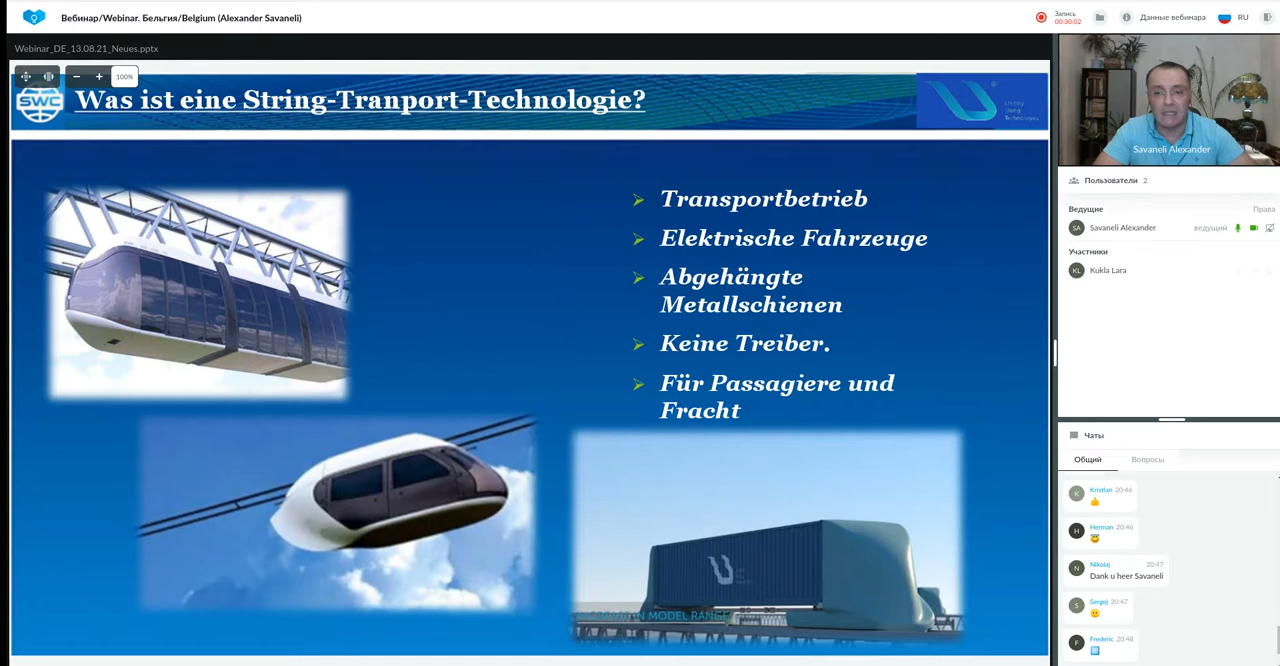 Вебинар/Webinar. Бельгия/Belgium (Alexander Savaneli)
Запись
00:30:02
Данные вебинара
RU
Webinar_DE_13.08.21_Neues.pptx
100%
SWC
Was ist eine String-Tranport-Technologie?
Transportbetrieb
Elektrische Fahrzeuge
Abgehängte
Metallschienen
Keine Treiber.
Für Passagiere und
Fracht
Savaneli Alexander
Пользователи 2
Ведущие
Права
SA
Savaneli Alexander
ведущий
Участники
KL
Kukla Lara
Чаты
Общий
Вопросы
K
Kristian 20:46
H
Herman 20:46
N
Nikolaj 20:47
Dank u heer Savaneli
S
Sergej 20:47
F
Frederic 20:48